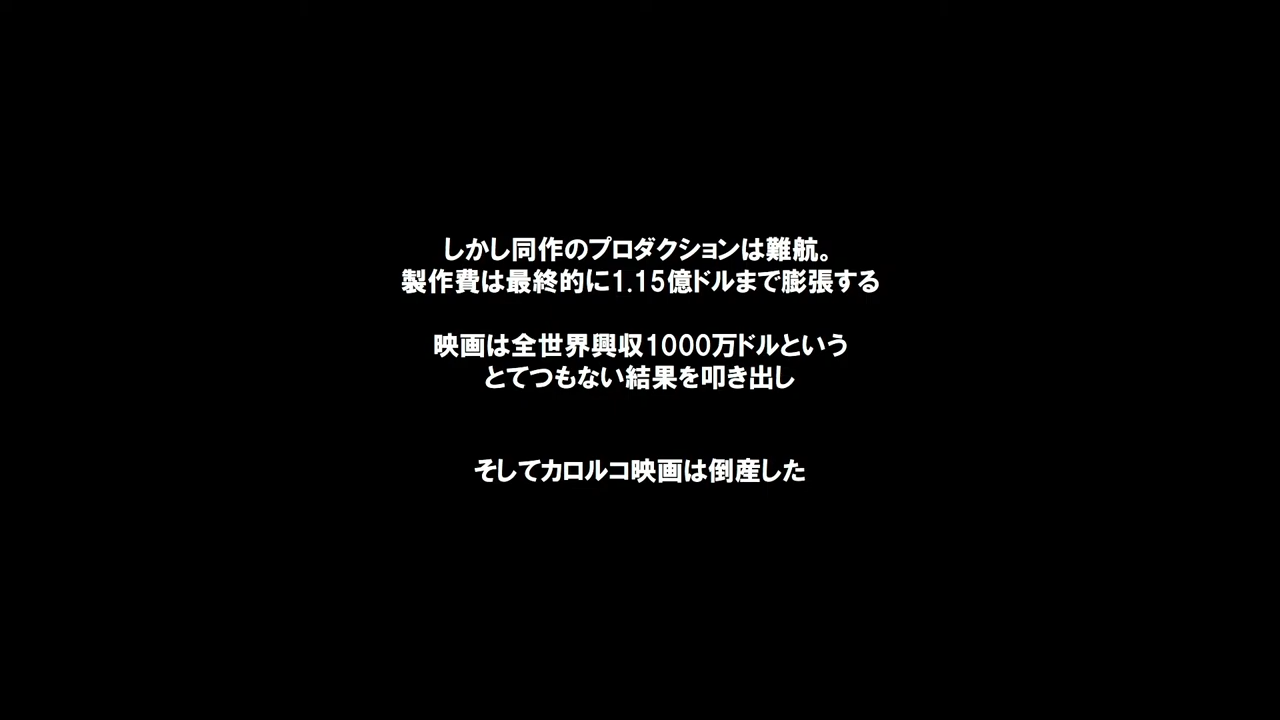 しかし同作のプロダクションは難航。
製作費は最終的に1.15億ドルまで膨張する
映画は全世界興収1000万ドルという
とてつもない結果を叩き出し
そしてカロルコ映画は倒産した